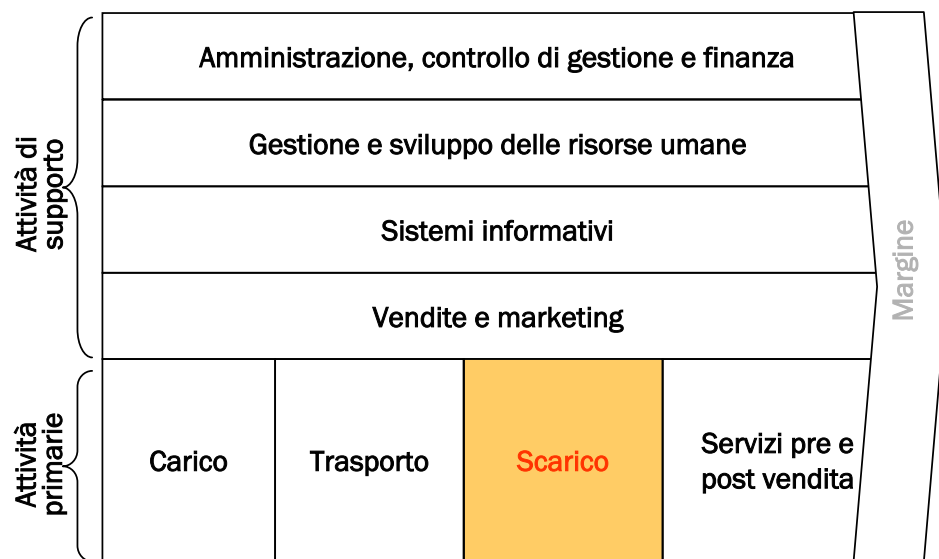 Attività di
supporto
Amministrazione, controllo di gestione e finanza
Gestione e sviluppo delle risorse umane
Sistemi informativi
Vendite e marketing
Margine
Attività
primarie
Carico
Trasporto
Scarico
Servizi pre e
post vendita